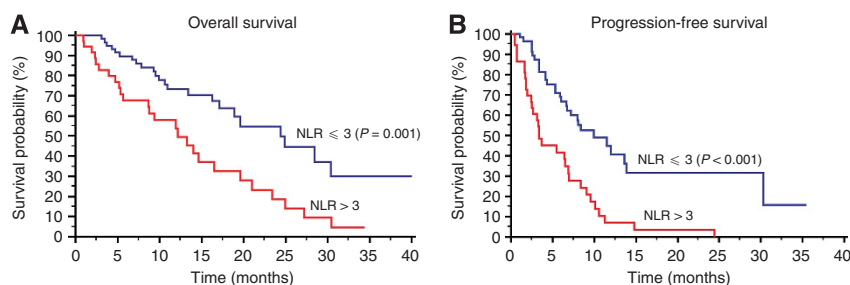 A
Overall survival
Survival probability (%)
100
90
80
70
60
50
40
30
20
10
0
NLR ⩽ 3 (P = 0.001)
NLR > 3
0 5 10 15 20 25 30 35 40
Time (months)
B
Progression-free survival
Survival probability (%)
100
90
80
70
60
50
40
30
20
10
0
NLR ⩽ 3 (P < 0.001)
NLR > 3
0 5 10 15 20 25 30 35 40
Time (months)